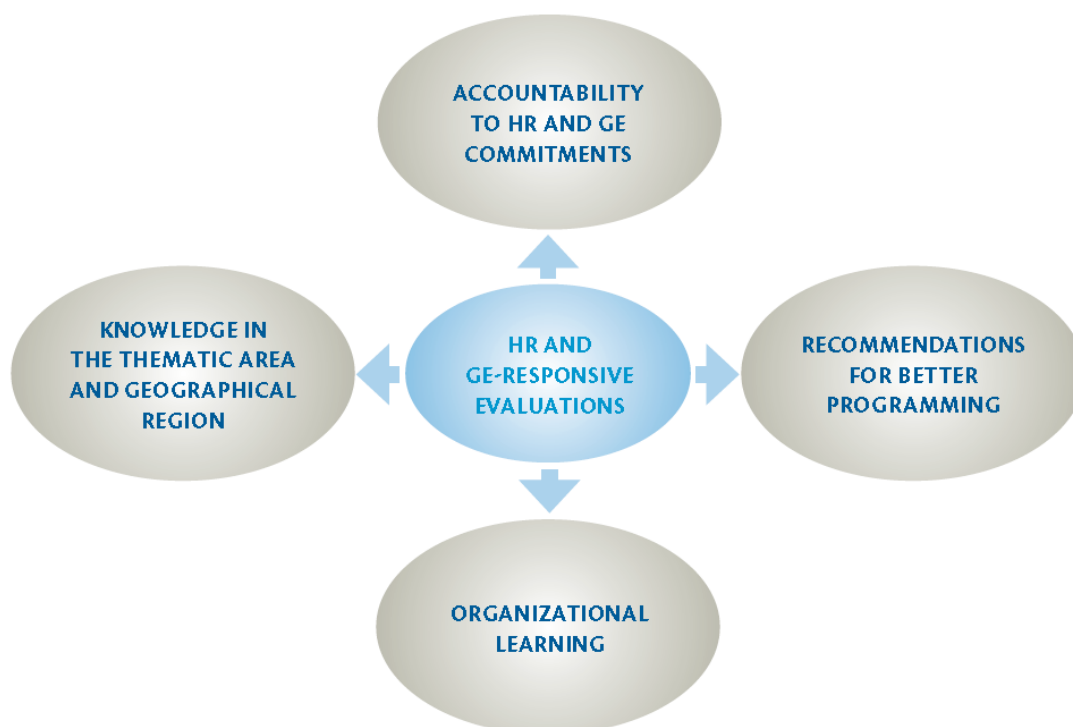 ACCOUNTABILITY
TO HR AND GE
COMMITMENTS
KNOWLEDGE IN
THE THEMATIC AREA
AND GEOGRAPHICAL
REGION
HR AND
GE-RESPONSIVE
EVALUATIONS
RECOMMENDATIONS
FOR BETTER
PROGRAMMING
ORGANIZATIONAL
LEARNING